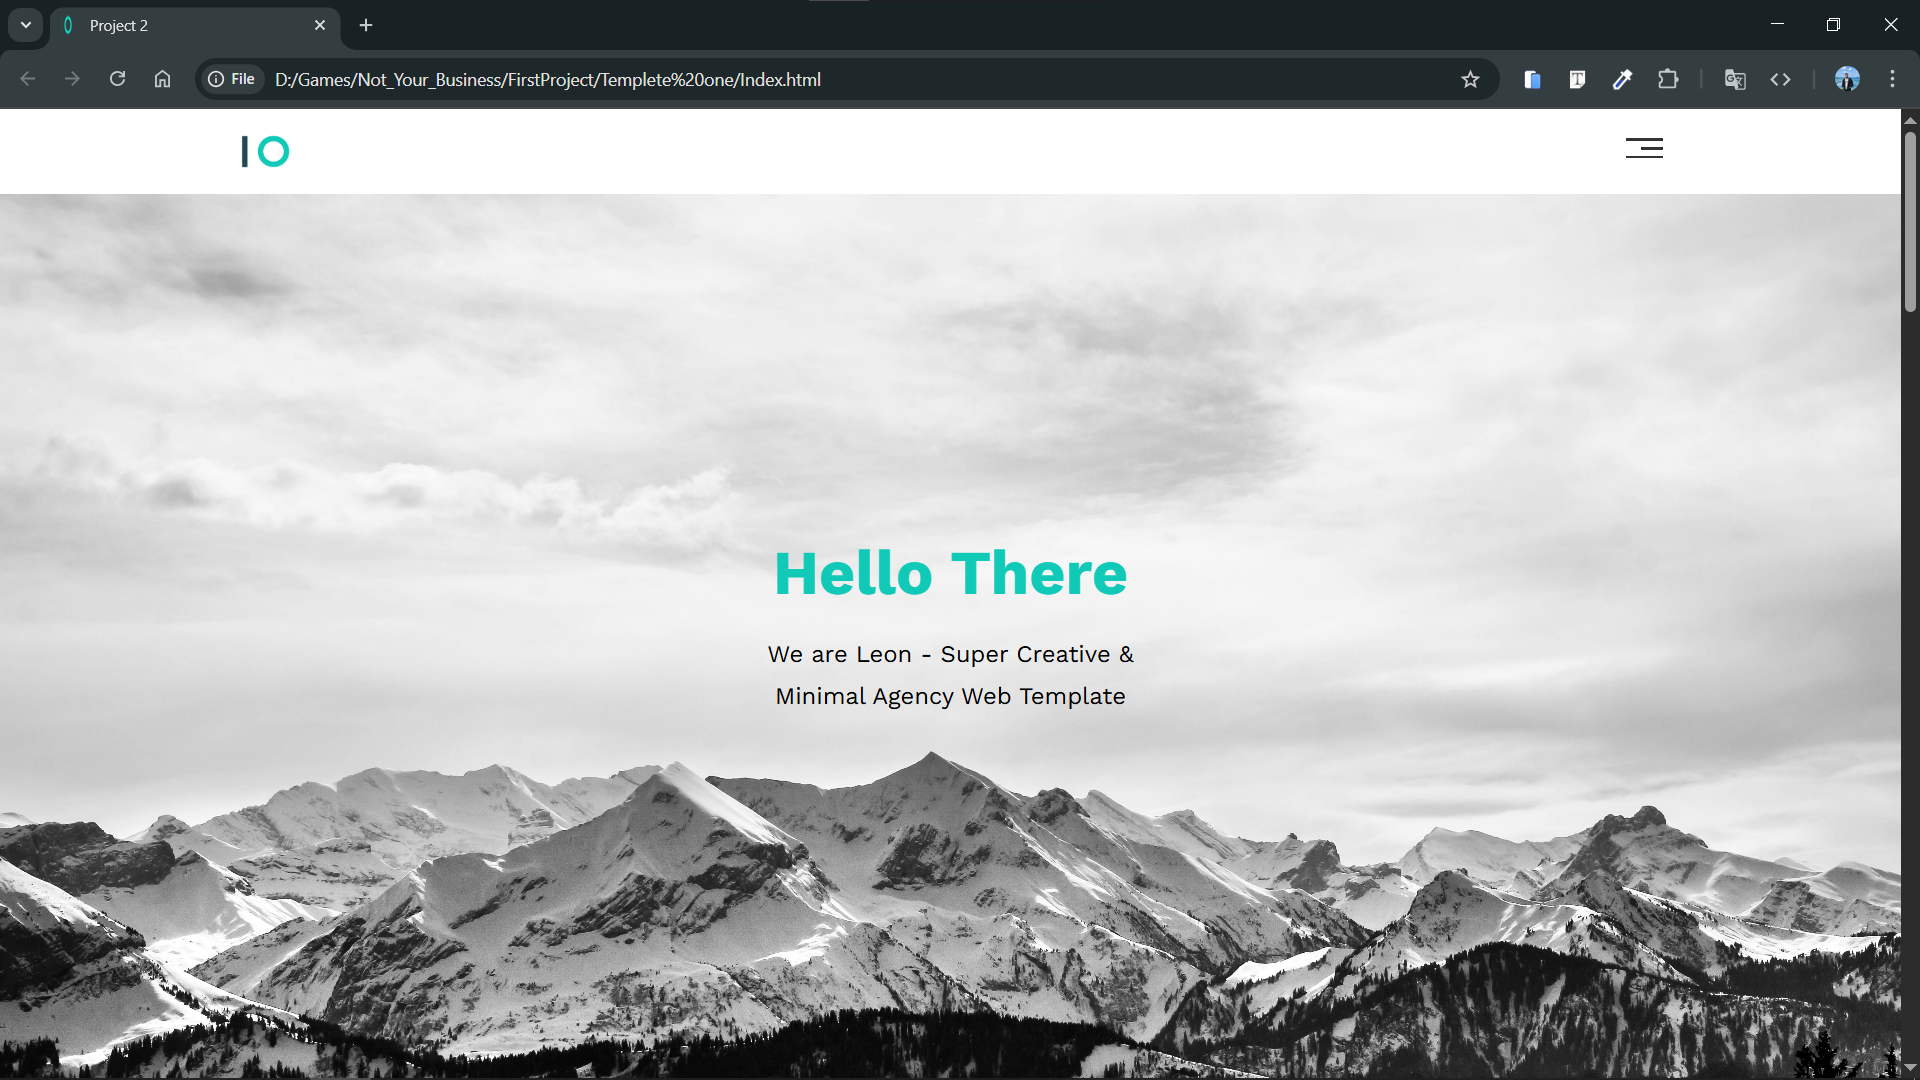 Project 2
File D:/Games/Not_Your_Business/FirstProject/Templete%20one/Index.html
IO
Hello There
We are Leon - Super Creative &
Minimal Agency Web Template